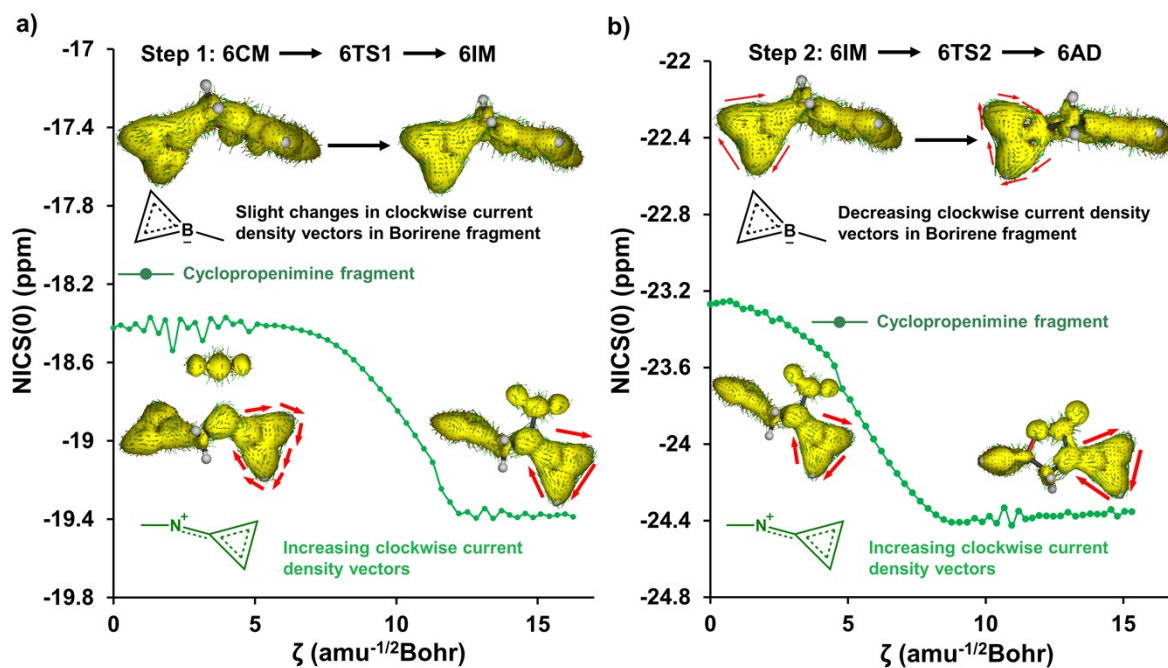 a)
Step 1: 6CM → 6TS1 → 6IM
NICS(0) (ppm)
-17
-17.4
-17.8
-18.2
-18.6
-19
-19.4
-19.8
B
−
Slight changes in clockwise current
density vectors in Borirene fragment
Cyclopropenimine fragment
N
+
Increasing clockwise current
density vectors
0
5
10
15
ζ (amu-1/2Bohr)
b)
Step 2: 6IM → 6TS2 → 6AD
NICS(0) (ppm)
-22
-22.4
-22.8
-23.2
-23.6
-24
-24.4
-24.8
B
−
Decreasing clockwise current density
vectors in Borirene fragment
Cyclopropenimine fragment
N
+
Increasing clockwise current
density vectors
0
5
10
15
ζ (amu-1/2Bohr)